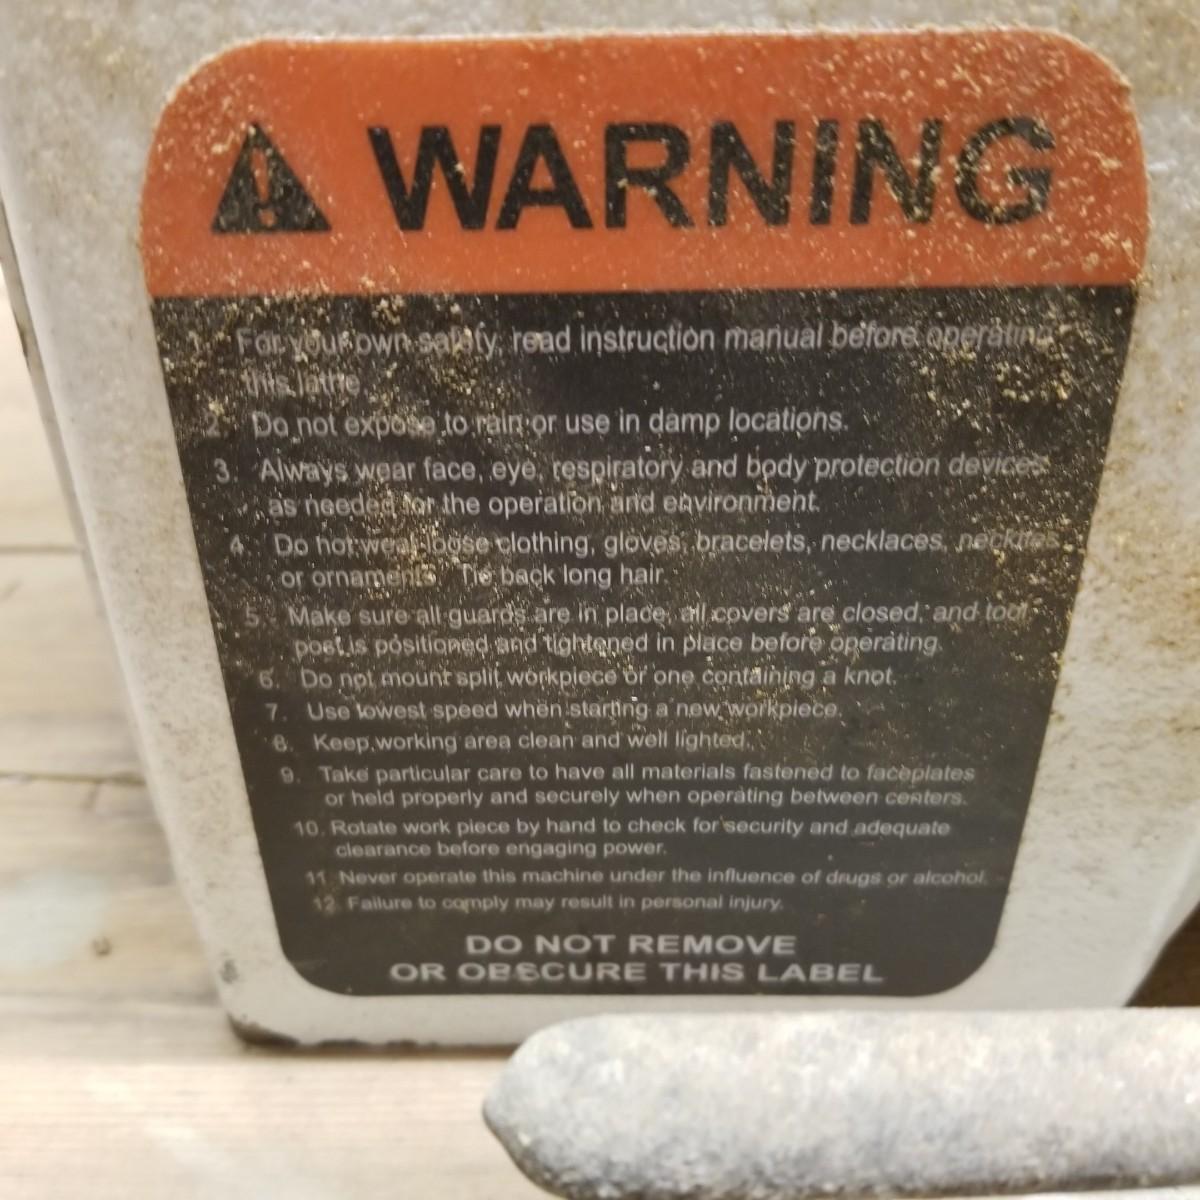 WARNING
1. For your own safety, read instruction manual before operating
this lathe.
2. Do not expose to rain or use in damp locations.
3. Always wear face, eye, respiratory and body protection devices
as needed for the operation and environment.
4. Do not wear loose clothing, gloves, bracelets, necklaces, neckties
or ornaments. Tie back long hair.
5. Make sure all guards are in place, all covers are closed, and tool
post is positioned and tightened in place before operating.
6. Do not mount split workpiece or one containing a knot.
7. Use lowest speed when starting a new workpiece.
8. Keep working area clean and well lighted.
9. Take particular care to have all materials fastened to faceplates
or held properly and securely when operating between centers.
10. Rotate work piece by hand to check for security and adequate
clearance before engaging power.
11. Never operate this machine under the influence of drugs or alcohol.
12. Failure to comply may result in personal injury.
DO NOT REMOVE
OR OBSCURE THIS LABEL